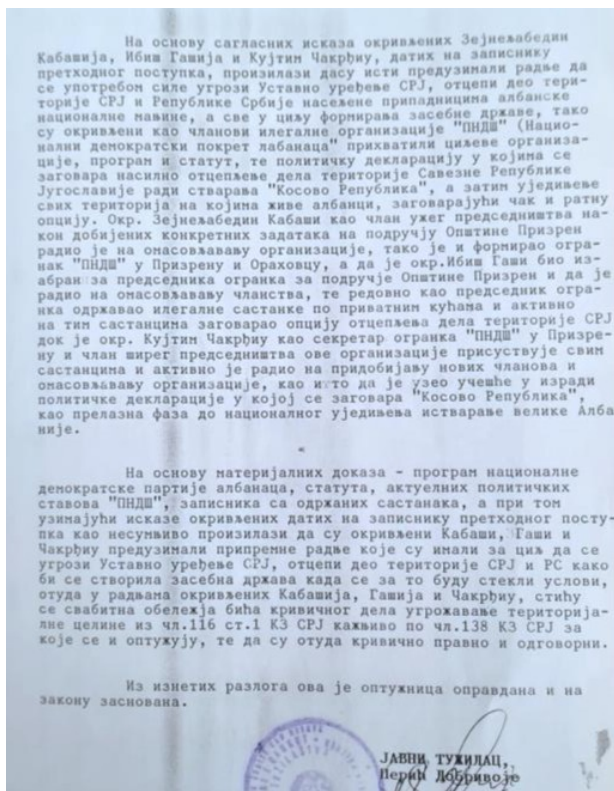 На основу сагласних исказа окривљених Зејнељабедин
Кабашија, Ибиш Гашија и Кујтим Чакрђиу, датих на записнику
претходног поступка, произилази дасу исти предузимали радње да
се употребом силе угрози Уставно уређење СРЈ, отцепи део тери-
торије СРЈ и Републике Србије насељене припадницима албанске
националне мањине, а све у циљу формирања засебне државе, тако
су окривљени као чланови илегалне организације "ПНДШ" (Нацио-
нални демократски покрет лабанаца" прихватили циљеве организа-
ције, програм и статут, те политичку декларацију у којима се
заговара насилно отцепљење дела територије Савезне Републике
Југославије ради стварања "Косово Република", а затим уједињење
свих територија на којима живе албанци, заговарајући чак и ратну
опцију. Окр. Зејнељабедин Кабаши као члан ужег председништва на-
кон добијених конкретних задатака на подручју Општине Призрен
радио је на омасовљавању организације, тако је и формирао огра-
нак "ПНДШ" у Призрену и Ораховцу, а да је окр.Ибиш Гаши био из-
абран за председника огранка за подручје Општине Призрен и да је
радио на омасовљавању чланства, те редовно као председник огра-
нка одржавао илегалне састанке по приватним кућама и активно
на тим састанцима заговарао опцију отцепљења дела територије СРЈ
док је окр. Кујтим Чакрђиу као секретар огранка "ПНДШ" у Призре-
ну и члан ширег председништва ове организације присуствује свим
састанцима и активно је радио на придобијању нових чланова и
омасовљавању организације, као и то да је узео учешће у изради
политичке декларације у којој се заговара "Косово Република",
као прелазна фаза до националног уједињења истварање велике Алба
није.
На основу материјалних доказа - програм националне
демократске партије албанаца, статута, актуелних политичких
ставова "ПНДШ", записника са одржаних састанака, а при том
узимајући исказе окривљених датих на записнику претходног посту-
пка као несумњиво произилази да су окривљени Кабаши, Гаши и
Чакрђиу предузимали припремне радње које су имали за циљ да се
угрози Уставно уређење СРЈ, отцепи део територије СРЈ и РС како
би се створила засебна држава када се за то буду стекли услови,
отуда у радњама окривљених Кабашија, Гашија и Чакрђиу, стичу
се свабитна обележја бића кривичног дела угрожавање територија-
лне целине из чл.116 ст.1 КЗ СРЈ кажњиво по чл.138 КЗ СРЈ за
које се и оптужују, те да су отуда кривично правно и одговорни.
Из изнетих разлога ова је оптужница оправдана и на
закону заснована.
ЈАВНИ ТУЖИЛАЦ,
Перић Добривоје